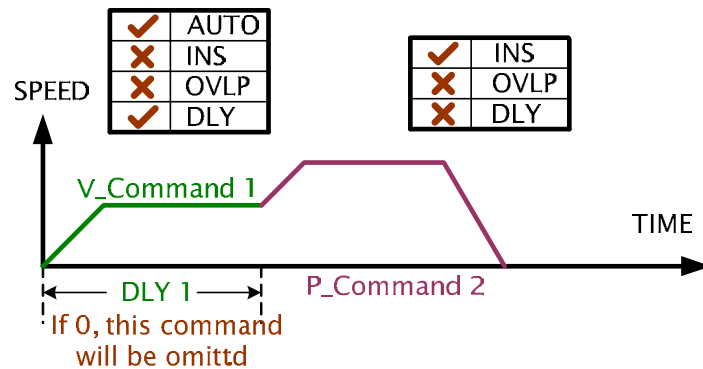 AUTO
INS
OVLP
DLY
INS
OVLP
DLY
SPEED
V_Command 1
TIME
DLY 1
P_Command 2
If 0, this command
will be omittd